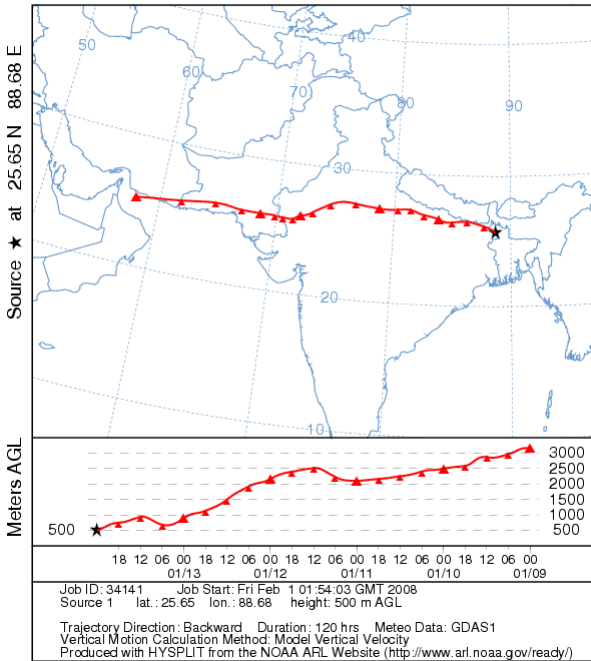 Source ★ at 25.65 N 88.68 E
50
60
70
80
90
40
30
20
10
Meters AGL
500
3000
2500
2000
1500
1000
500
18 12 06 00 18 12 06 00 18 12 06 00 18 12 06 00 18 12 06 00
01/13 01/12 01/11 01/10 01/09
Job ID: 34141 Job Start: Fri Feb 1 01:54:03 GMT 2008
Source 1 lat.: 25.65 lon.: 88.68 height: 500 m AGL
Trajectory Direction: Backward Duration: 120 hrs Meteo Data: GDAS1
Vertical Motion Calculation Method: Model Vertical Velocity
Produced with HYSPLIT from the NOAA ARL Website (http://www.arl.noaa.gov/ready/)